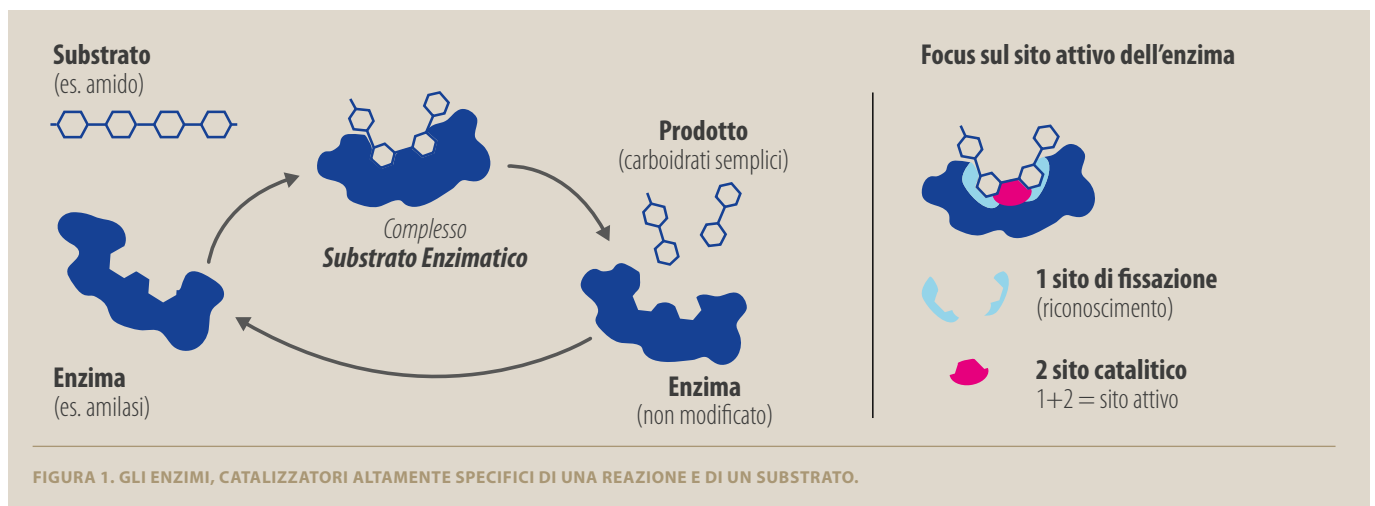 Substrato
(es. amido)
Complesso
Substrato Enzimatico
Prodotto
(carboidrati semplici)
Enzima
(es. amilasi)
Enzima
(non modificato)
Focus sul sito attivo dell'enzima
1 sito di fissazione
(riconoscimento)
2 sito catalitico
1+2 = sito attivo
FIGURA 1. GLI ENZIMI, CATALIZZATORI ALTAMENTE SPECIFICI DI UNA REAZIONE E DI UN SUBSTRATO.